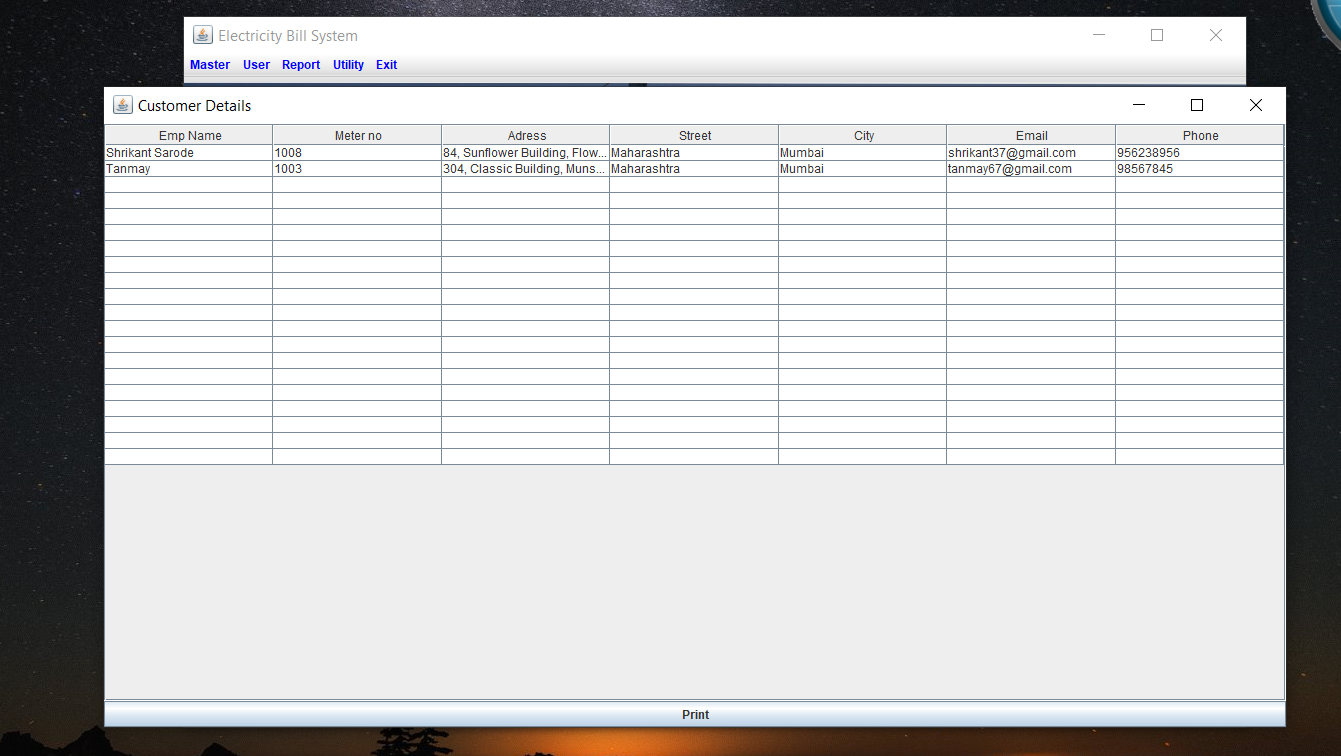 Electricity Bill System
Master User Report Utility Exit
Customer Details
Emp Name Meter no Adress Street City Email Phone
Shrikant Sarode 1008 84, Sunflower Building, Flow... Maharashtra Mumbai shrikant37@gmail.com 956238956
Tanmay 1003 304, Classic Building, Muns... Maharashtra Mumbai tanmay67@gmail.com 98567845
Print